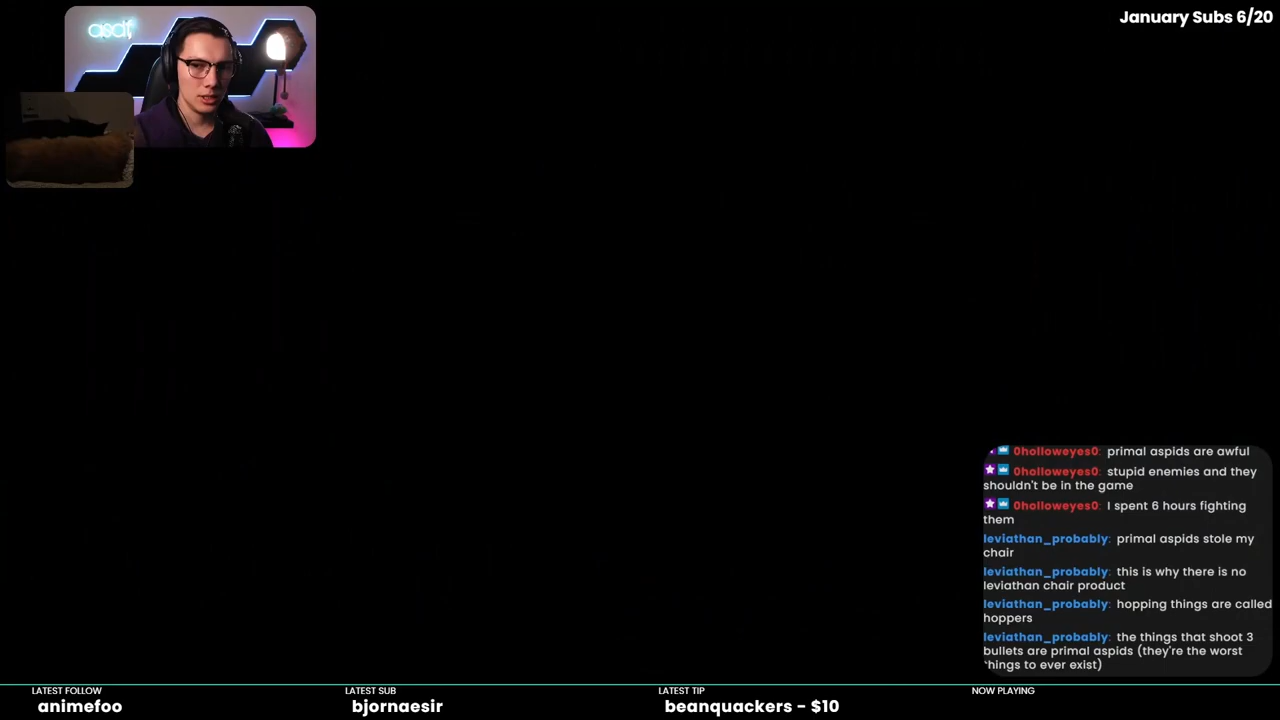 asdf
January Subs 6/20
0holloweyes0: primal aspids are awful
0holloweyes0: stupid enemies and they
shouldn't be in the game
0holloweyes0: I spent 6 hours fighting
them
leviathan_probably: primal aspids stole my
chair
leviathan_probably: this is why there is no
leviathan chair product
leviathan_probably: hopping things are called
hoppers
leviathan_probably: the things that shoot 3
bullets are primal aspids (they're the worst
things to ever exist)
LATEST FOLLOW
animefoo
LATEST SUB
bjornaesir
LATEST TIP
beanquackers - $10
NOW PLAYING